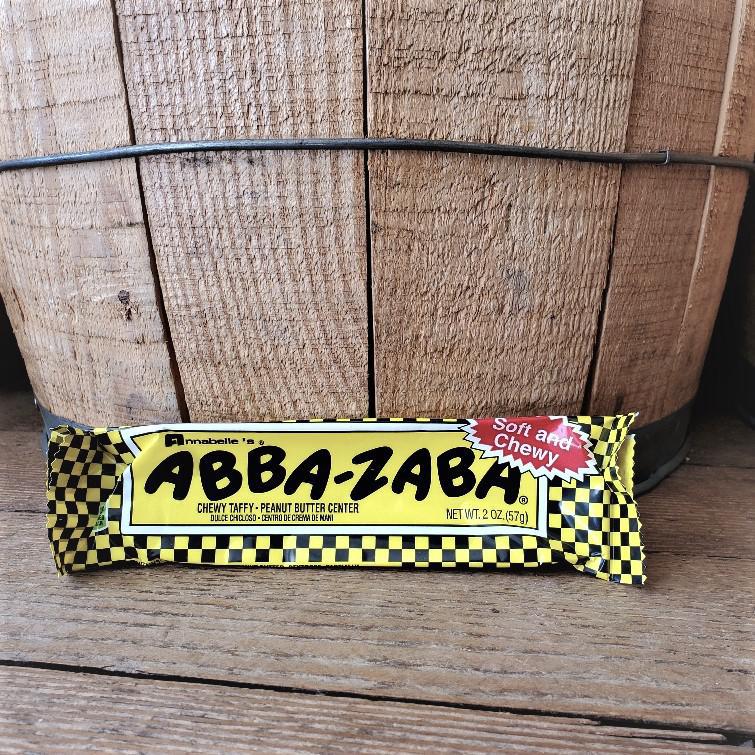 Annabelle's®
ABBA-ZABA®
Soft and
Chewy
CHEWY TAFFY - PEANUT BUTTER CENTER
DULCE CHICLOSO - CENTRO DE CREMA DE MANI
NET WT. 2 OZ. (57g)